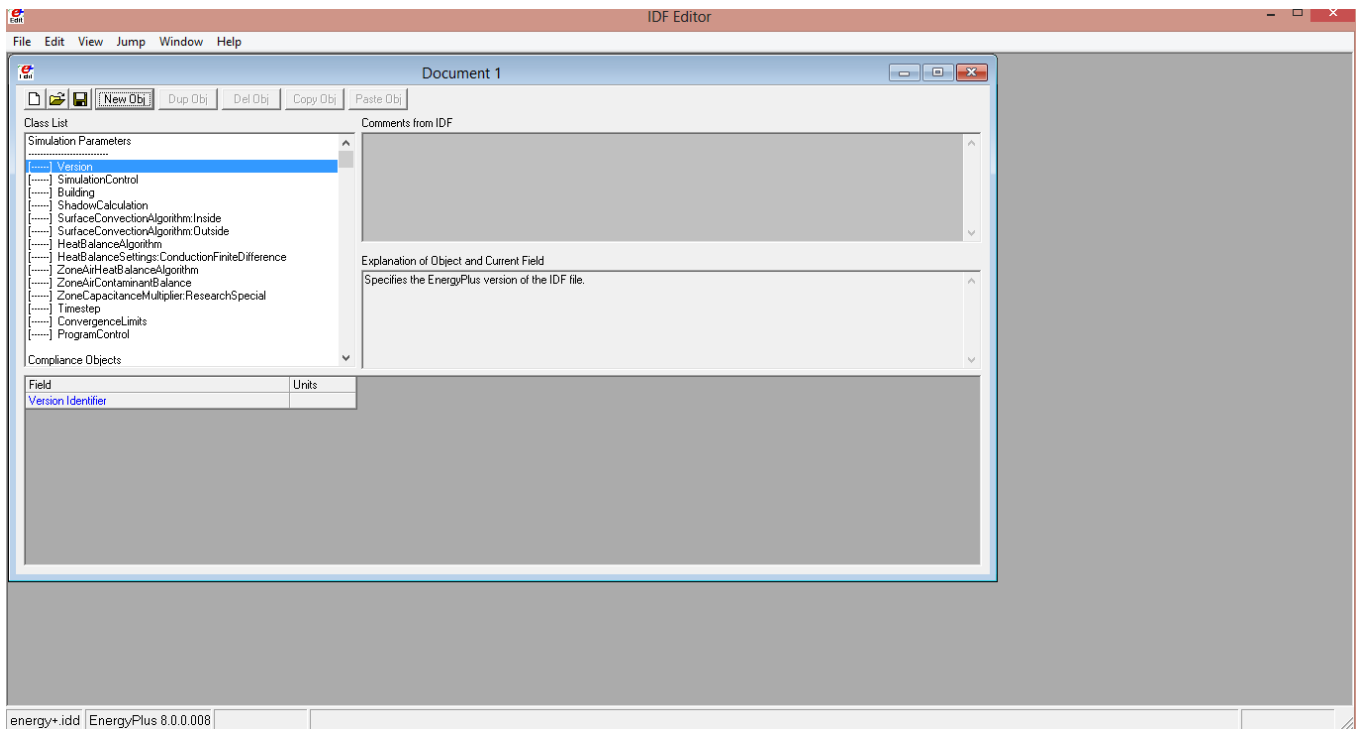 IDF Editor
Edit
File Edit View Jump Window Help
Document 1
New Obj Dup Obj Del Obj Copy Obj Paste Obj
Class List
Comments from IDF
Simulation Parameters
--------------------------
[------] Version
[------] SimulationControl
[------] Building
[------] ShadowCalculation
[------] SurfaceConvectionAlgorithm:Inside
[------] SurfaceConvectionAlgorithm:Outside
[------] HeatBalanceAlgorithm
[------] HeatBalanceSettings:ConductionFiniteDifference
[------] ZoneAirHeatBalanceAlgorithm
[------] ZoneAirContaminantBalance
[------] ZoneCapacitanceMultiplier:ResearchSpecial
[------] Timestep
[------] ConvergenceLimits
[------] ProgramControl
Compliance Objects
Explanation of Object and Current Field
Specifies the EnergyPlus version of the IDF file.
Field Units
Version Identifier
energy+.idd EnergyPlus 8.0.0.008